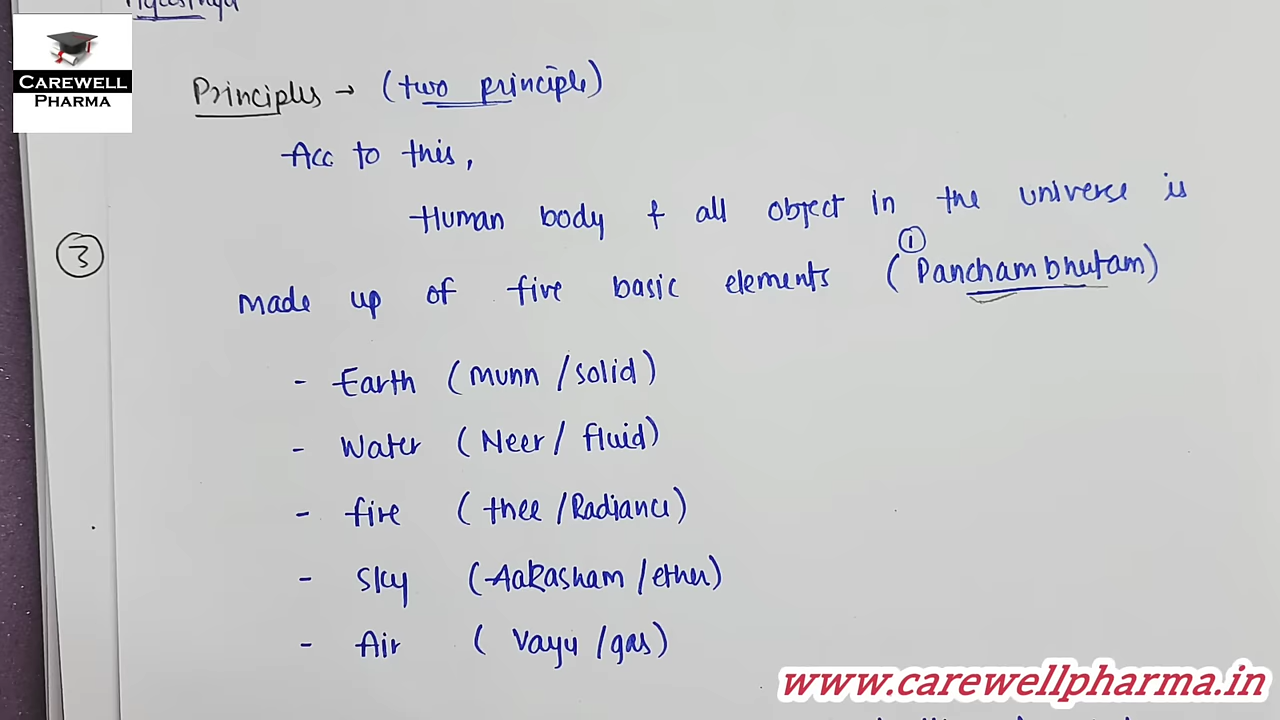 CAREWELL
PHARMA
Principles → (two principle)
Acc to this,
Human body & all object in the universe is
①
③
made up of five basic elements (Panchambhutam)
- Earth (munn /solid)
- Water (Neer/ fluid)
- fire (thee /Radiance)
- Sky (Aakasham /ether)
- Air ( Vayu /gas)
www.carewellpharma.in